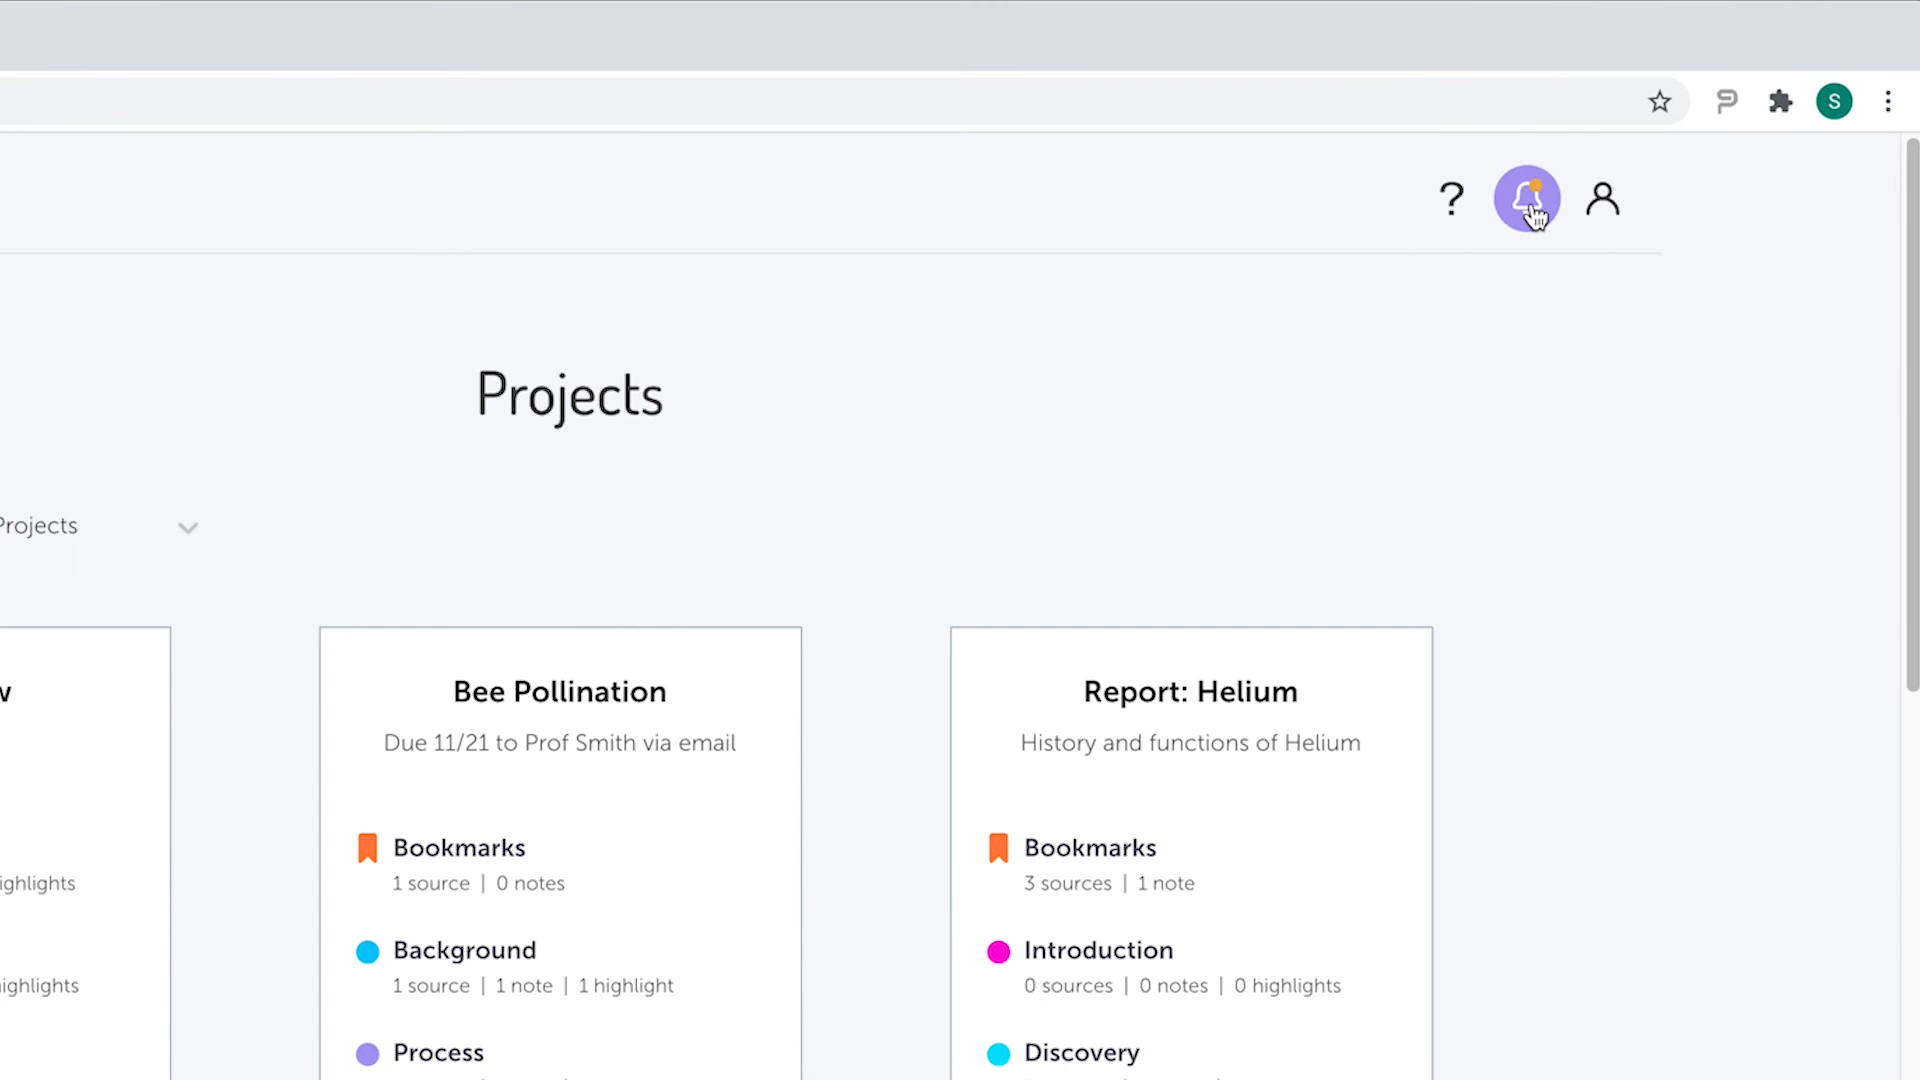 S
?
Projects
Projects
Bee Pollination
Due 11/21 to Prof Smith via email
Bookmarks
1 source | 0 notes
Background
1 source | 1 note | 1 highlight
Process
Report: Helium
History and functions of Helium
Bookmarks
3 sources | 1 note
Introduction
0 sources | 0 notes | 0 highlights
Discovery